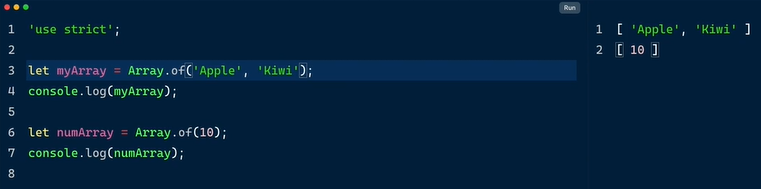 Run
1 'use strict';
2
3 let myArray = Array.of('Apple', 'Kiwi');
4 console.log(myArray);
5
6 let numArray = Array.of(10);
7 console.log(numArray);
8
1 [ 'Apple', 'Kiwi' ]
2 [ 10 ]